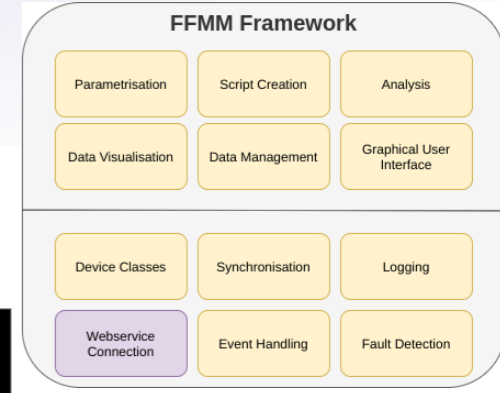 FFMM Framework
Parametrisation
Script Creation
Analysis
Data Visualisation
Data Management
Graphical User
Interface
Device Classes
Synchronisation
Logging
Webservice
Connection
Event Handling
Fault Detection